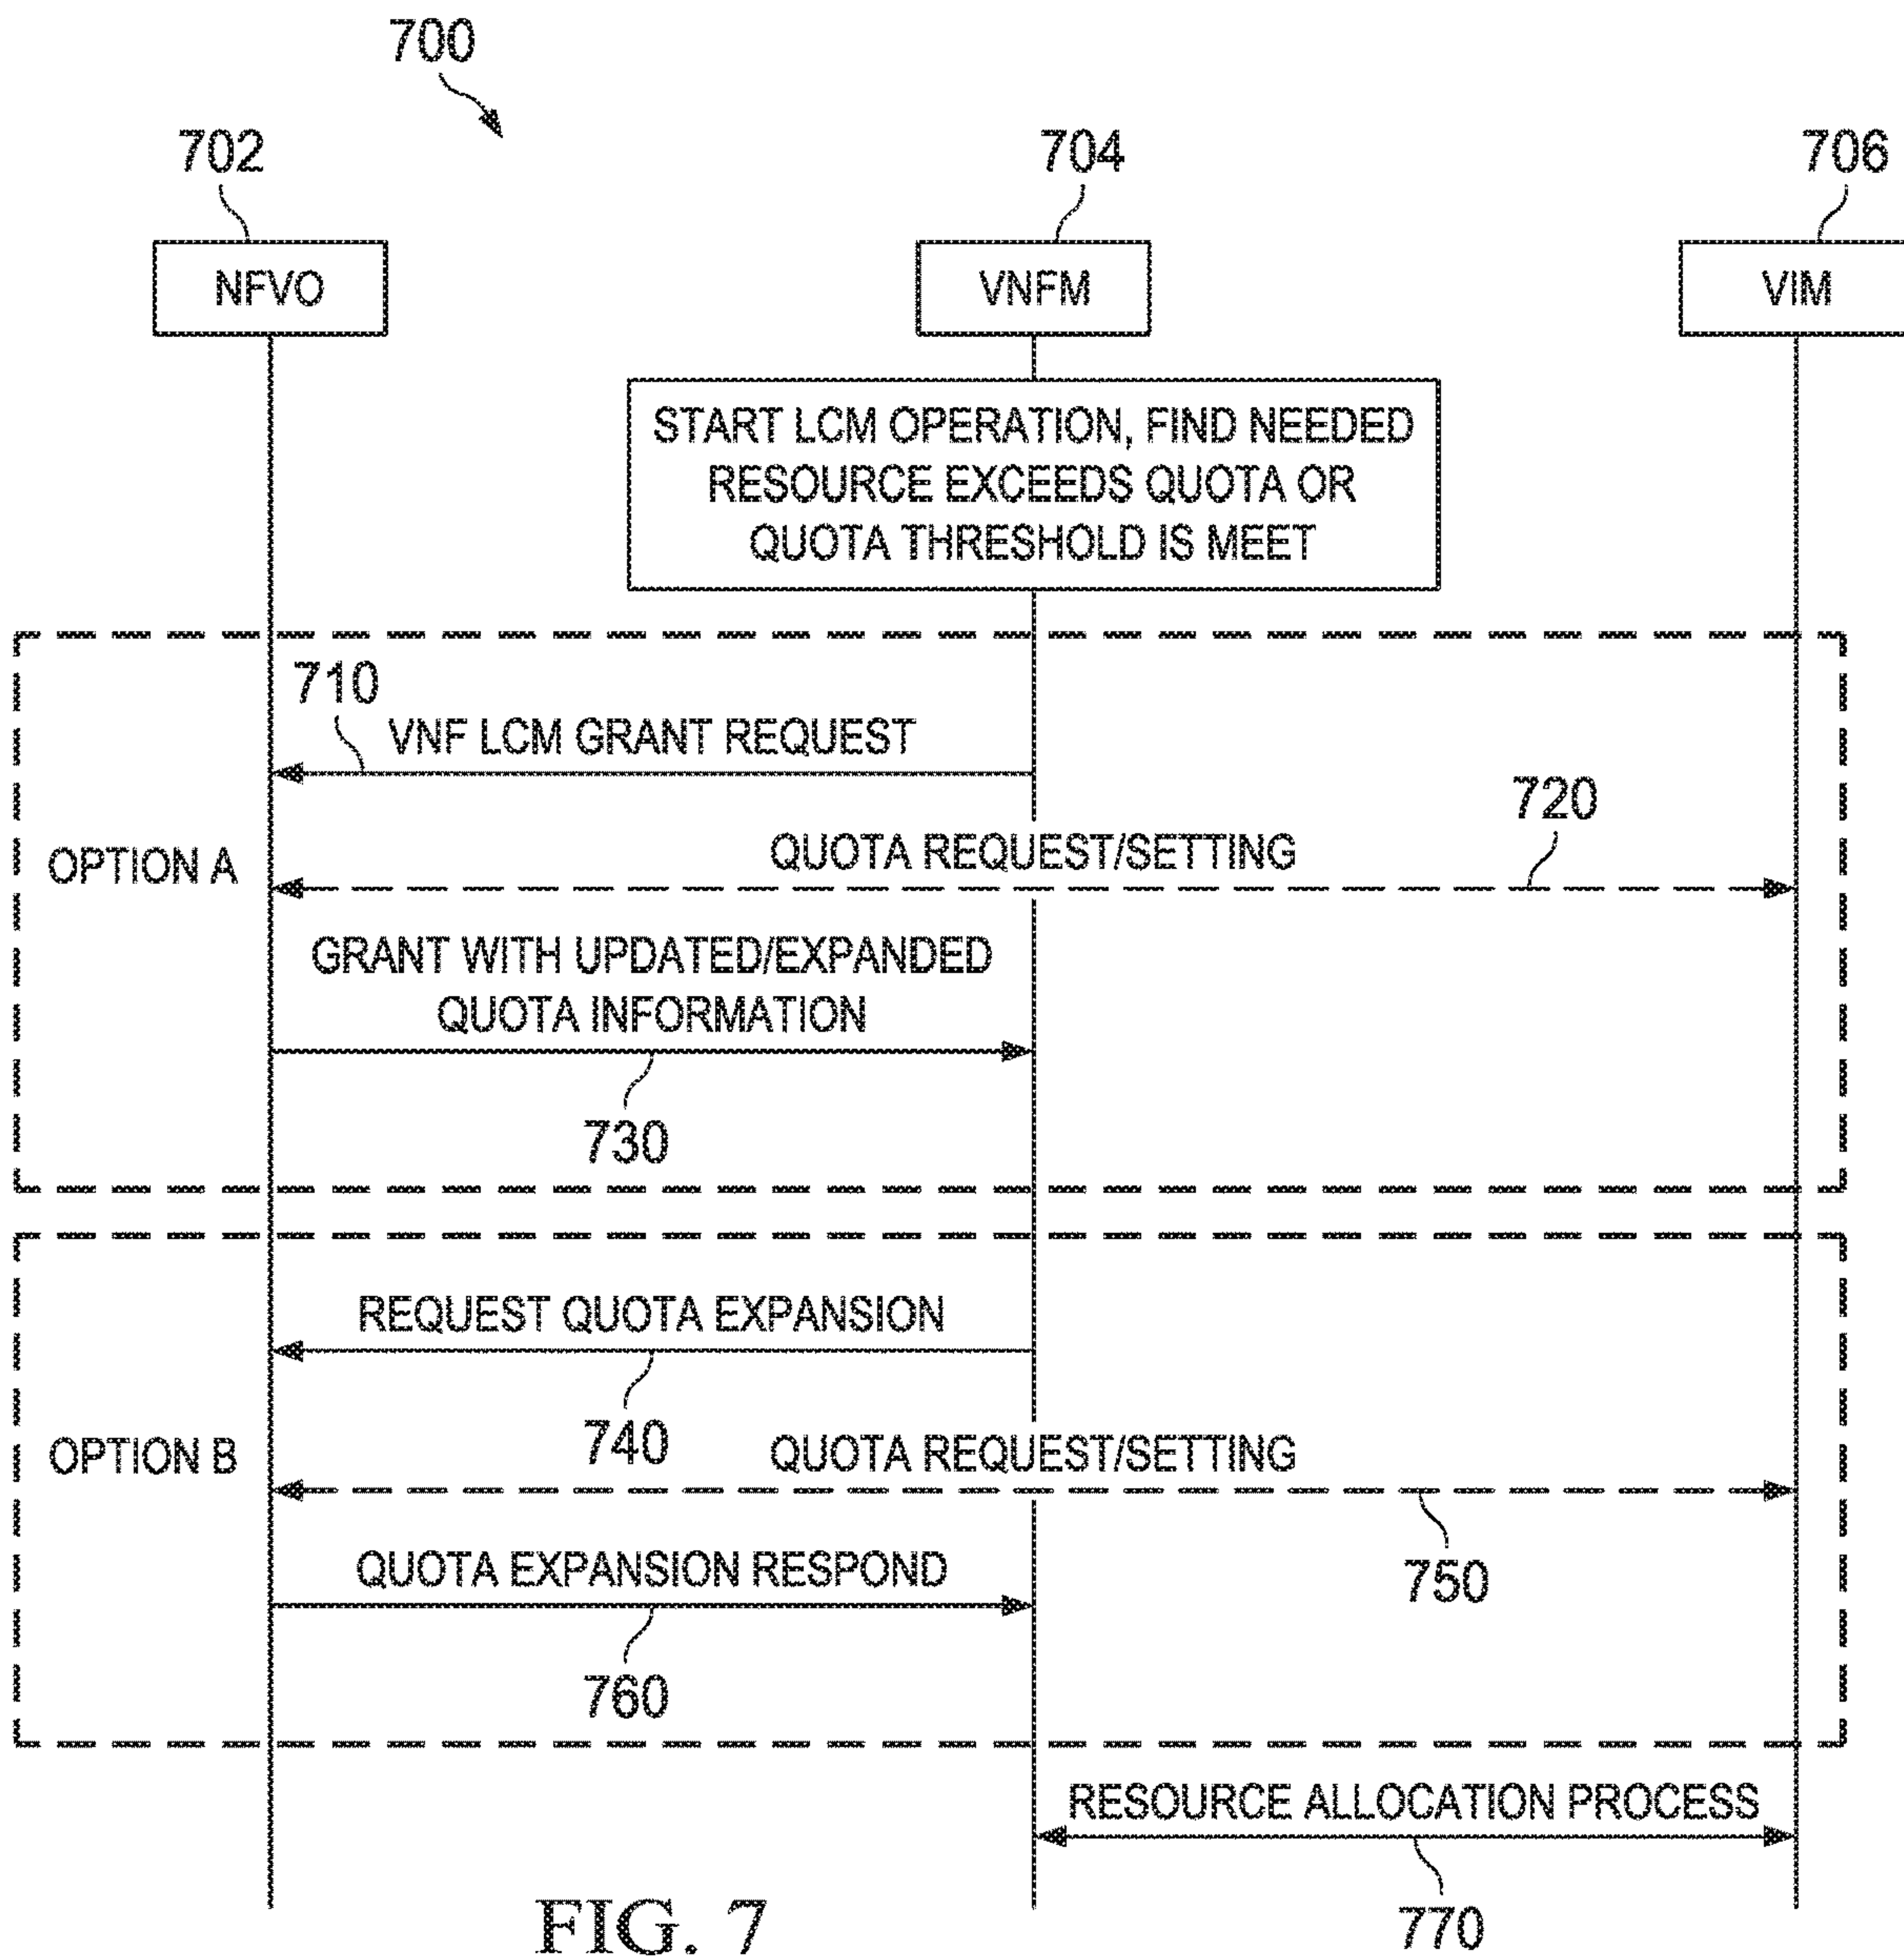 700
702
704
706
NFVO
VNFM
VIM
START LCM OPERATION, FIND NEEDED
RESOURCE EXCEEDS QUOTA OR
QUOTA THRESHOLD IS MEET
710
VNF LCM GRANT REQUEST
720
QUOTA REQUEST/SETTING
OPTION A
GRANT WITH UPDATED/EXPANDED
QUOTA INFORMATION
730
REQUEST QUOTA EXPANSION
740
OPTION B
QUOTA REQUEST/SETTING
750
QUOTA EXPANSION RESPOND
760
RESOURCE ALLOCATION PROCESS
770
FIG. 7